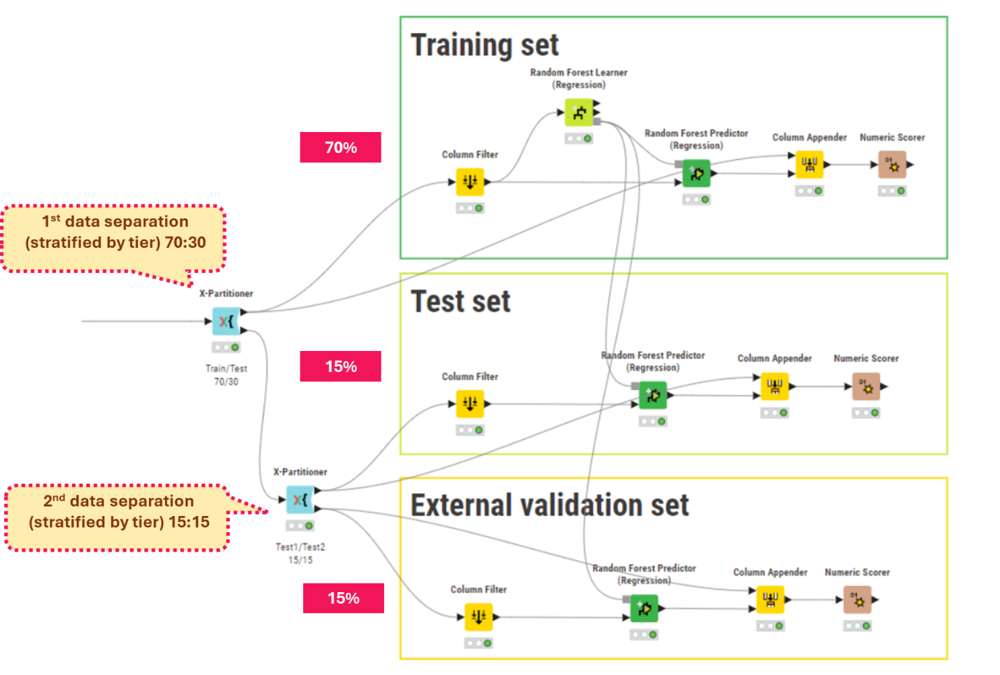 Training set
Random Forest Learner
(Regression)
70%
Random Forest Predictor
(Regression)
Column Appender
Numeric Scorer
Column Filter
1st data separation
(stratified by tier) 70:30
X-Partitioner
Train/Test
70/30
Test set
15%
Random Forest Predictor
(Regression)
Column Appender
Numeric Scorer
Column Filter
2nd data separation
(stratified by tier) 15:15
X-Partitioner
Test1/Test2
15/15
External validation set
15%
Random Forest Predictor
(Regression)
Column Appender
Numeric Scorer
Column Filter